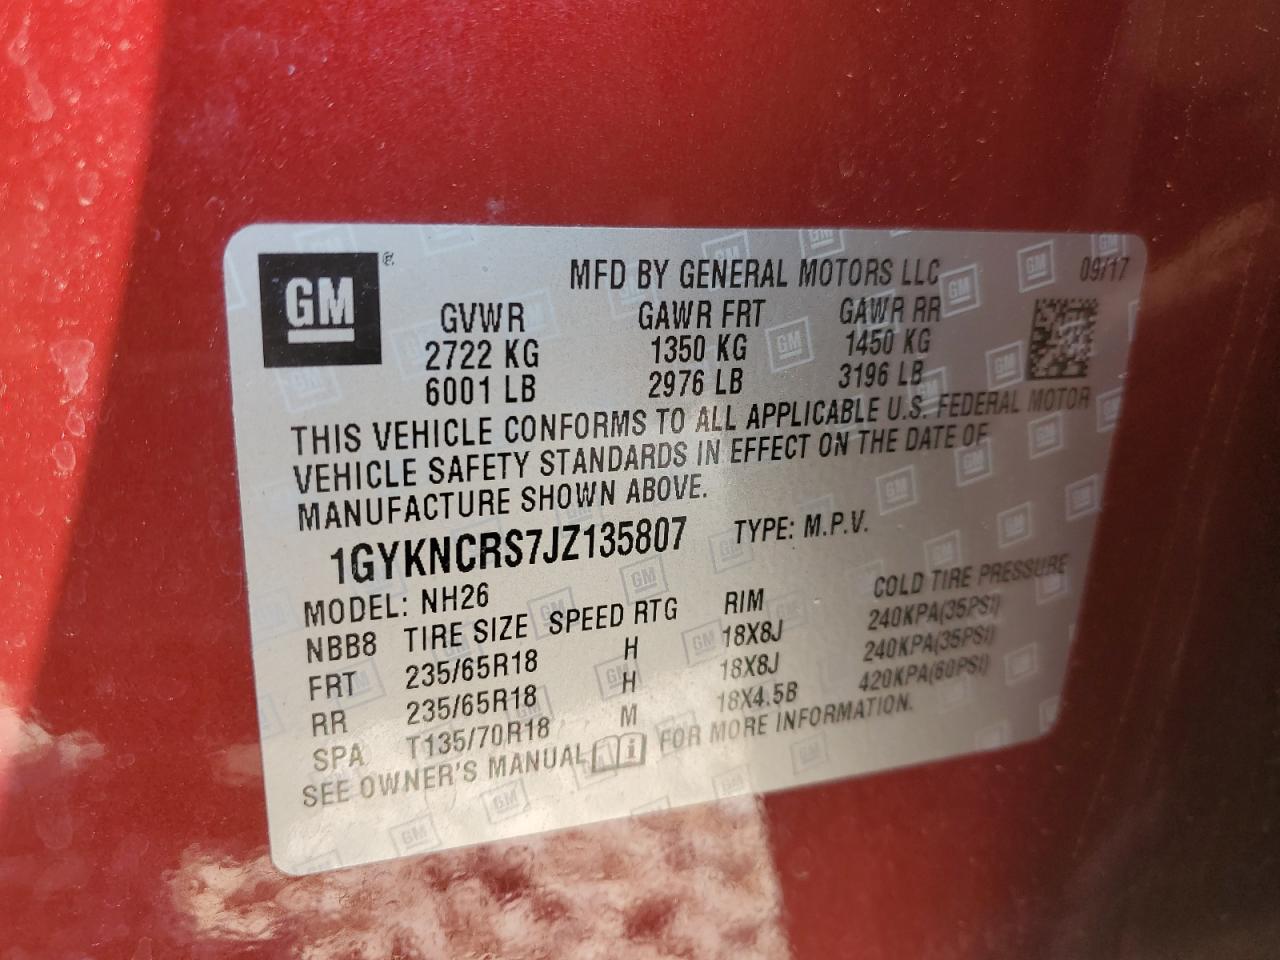 GM
MFD BY GENERAL MOTORS LLC 09/17
GVWR GAWR FRT GAWR RR
2722 KG 1350 KG 1450 KG
6001 LB 2976 LB 3196 LB
THIS VEHICLE CONFORMS TO ALL APPLICABLE U.S. FEDERAL MOTOR
VEHICLE SAFETY STANDARDS IN EFFECT ON THE DATE OF
MANUFACTURE SHOWN ABOVE.
1GYKNCRS7JZ135807 TYPE: M.P.V.
MODEL: NH26
NBB8 TIRE SIZE SPEED RTG RIM COLD TIRE PRESSURE
FRT 235/65R18 H 18X8J 240KPA(35PSI)
RR 235/65R18 H 18X8J 240KPA(35PSI)
SPA T135/70R18 M 18X4.5B 420KPA(60PSI)
SEE OWNER'S MANUAL FOR MORE INFORMATION.